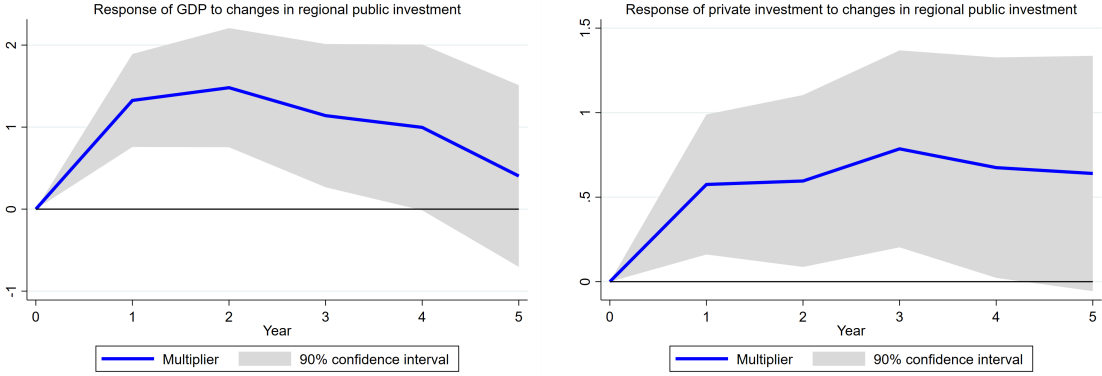 Response of GDP to changes in regional public investment
2
1
0
-1
0 1 2 3 4 5
Year
Multiplier 90% confidence interval
Response of private investment to changes in regional public investment
1.5
1
.5
0
0 1 2 3 4 5
Year
Multiplier 90% confidence interval